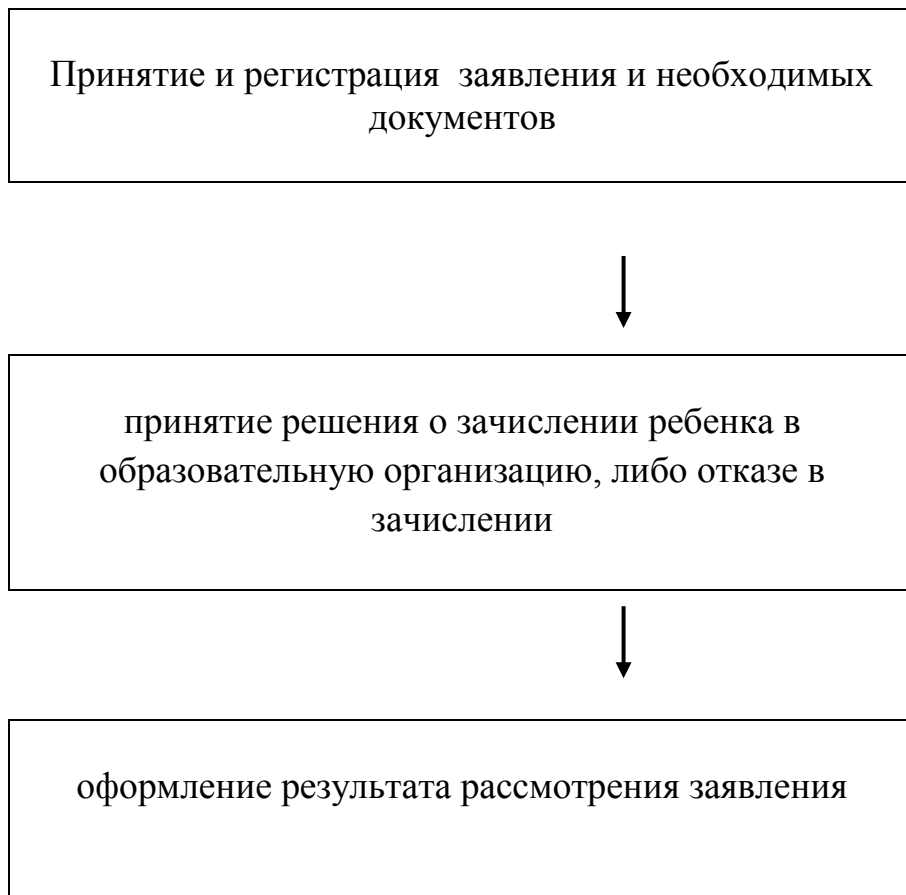 Принятие и регистрация  заявления и необходимых
документов
принятие решения о зачислении ребенка в
образовательную организацию, либо отказе в
зачислении
оформление результата рассмотрения заявления